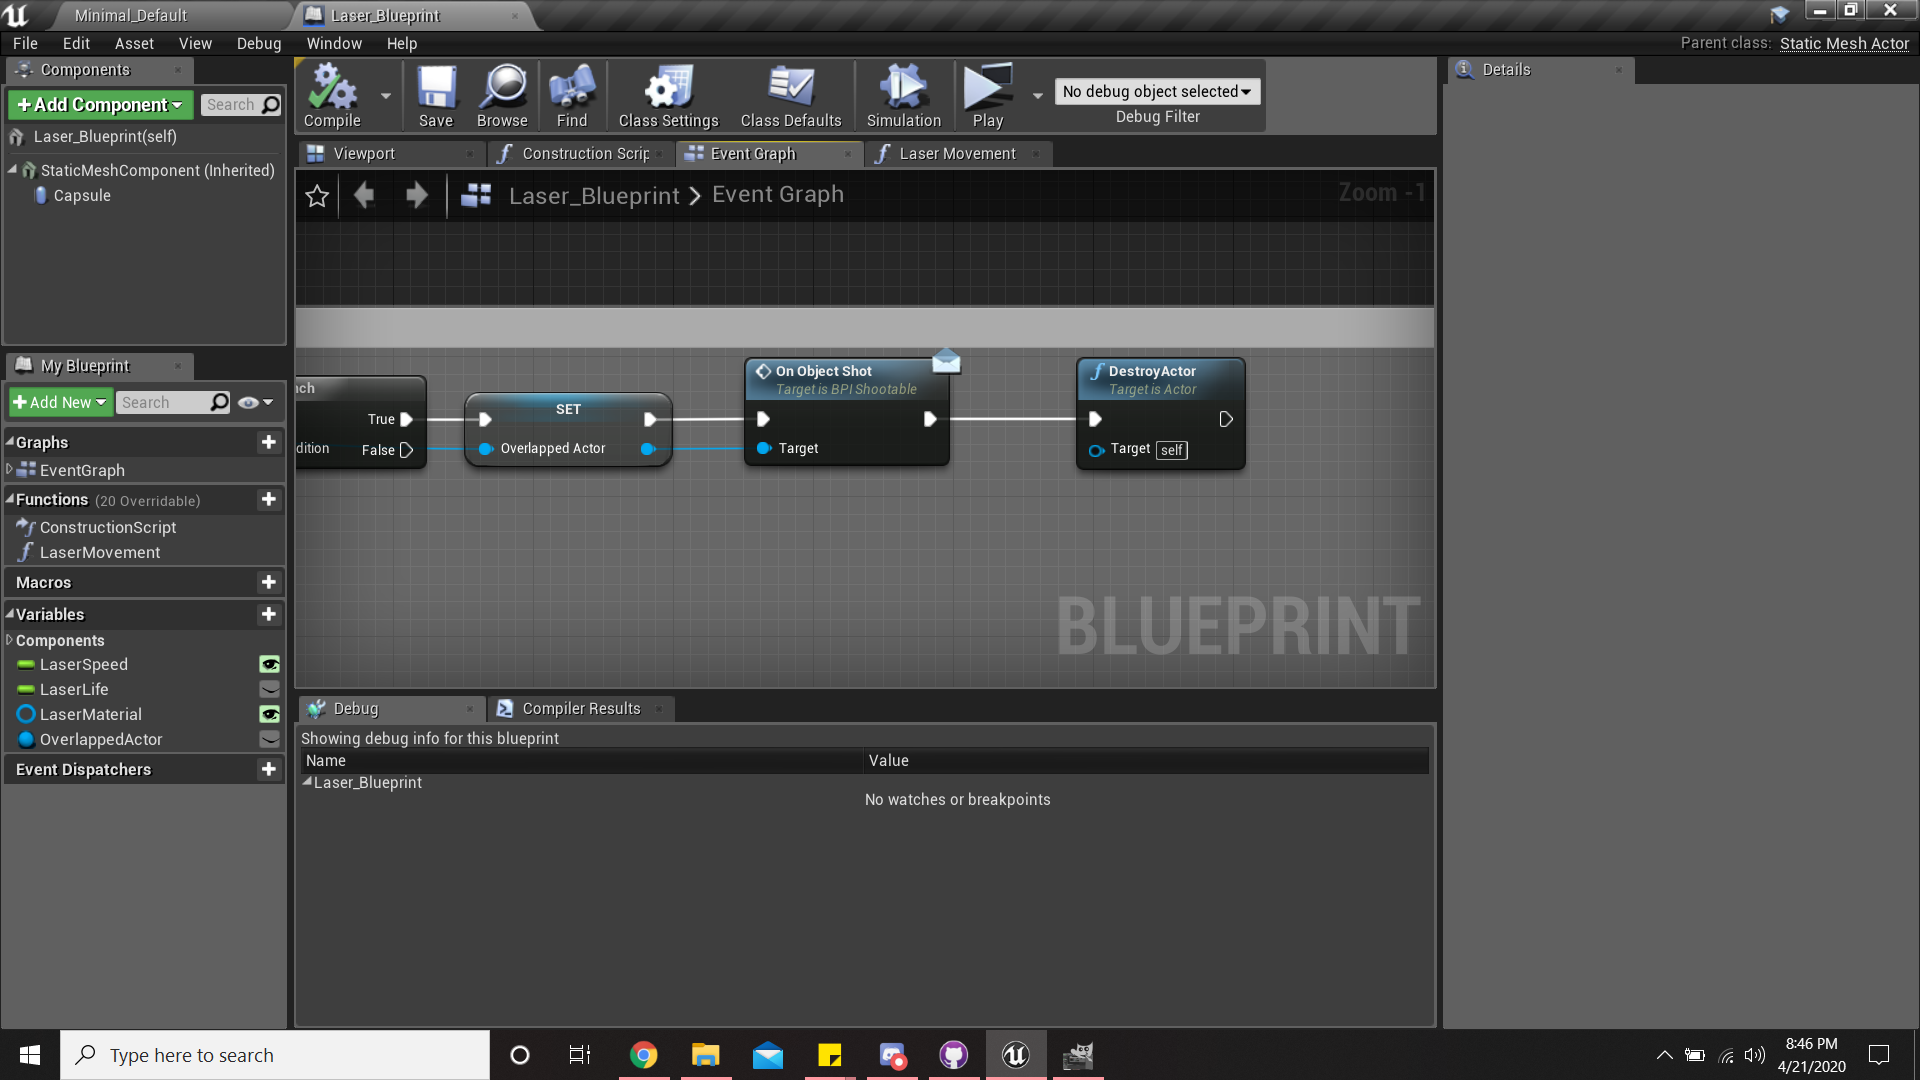 Minimal_Default
Laser_Blueprint
File Edit Asset View Debug Window Help
Parent class: Static Mesh Actor
Components
Add Component
Search
Laser_Blueprint(self)
StaticMeshComponent (Inherited)
Capsule
Compile
Save
Browse
Find
Class Settings
Class Defaults
Simulation
Play
No debug object selected
Debug Filter
Details
Viewport
Construction Scrip
Event Graph
Laser Movement
Laser_Blueprint > Event Graph
Zoom -1
nch
True
dition
False
SET
Overlapped Actor
On Object Shot
Target is BPI Shootable
Target
DestroyActor
Target is Actor
Target self
BLUEPRINT
My Blueprint
Add New
Search
Graphs
EventGraph
Functions (20 Overridable)
ConstructionScript
LaserMovement
Macros
Variables
Components
LaserSpeed
LaserLife
LaserMaterial
OverlappedActor
Event Dispatchers
Debug
Compiler Results
Showing debug info for this blueprint
Name Value
Laser_Blueprint
No watches or breakpoints
Type here to search
8:46 PM
4/21/2020